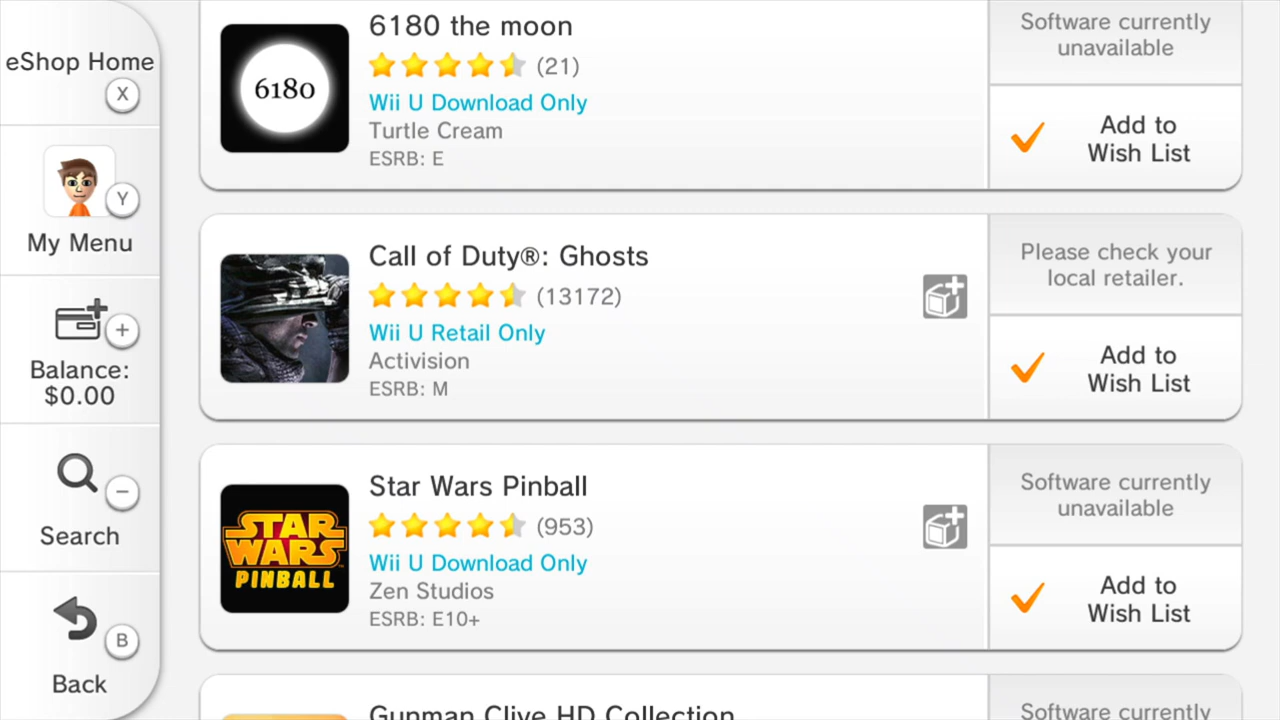 eShop Home
X
Y
My Menu
+
Balance:
$0.00
−
Search
B
Back
6180
6180 the moon
(21)
Wii U Download Only
Turtle Cream
ESRB: E
Software currently
unavailable
Add to
Wish List
Call of Duty®: Ghosts
(13172)
Wii U Retail Only
Activision
ESRB: M
Please check your
local retailer.
Add to
Wish List
STAR
WARS
PINBALL
Star Wars Pinball
(953)
Wii U Download Only
Zen Studios
ESRB: E10+
Software currently
unavailable
Add to
Wish List
Gunman Clive HD Collection
Software currently